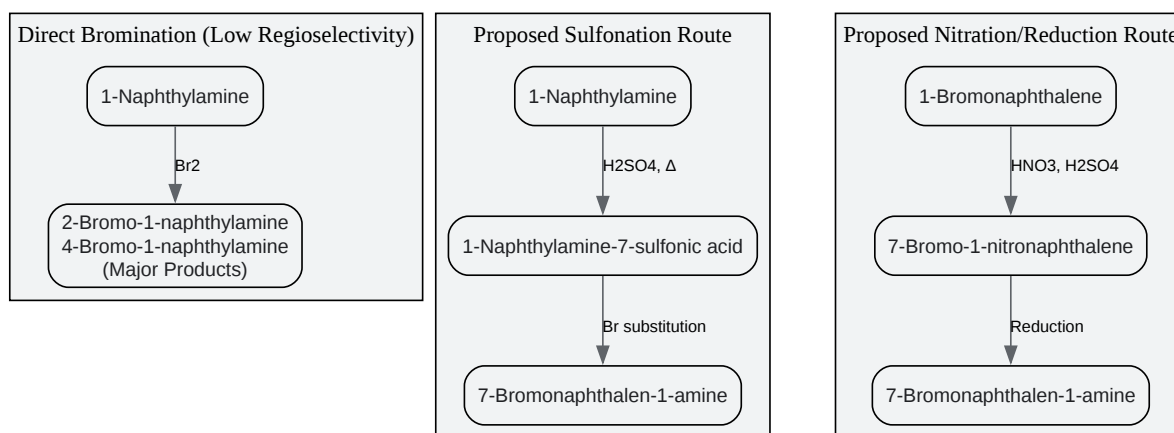 Direct Bromination (Low Regioselectivity)
1-Naphthylamine
Br2
2-Bromo-1-naphthylamine
4-Bromo-1-naphthylamine
(Major Products)
Proposed Sulfonation Route
1-Naphthylamine
H2SO4, Δ
1-Naphthylamine-7-sulfonic acid
Br substitution
7-Bromonaphthalen-1-amine
Proposed Nitration/Reduction Route
1-Bromonaphthalene
HNO3, H2SO4
7-Bromo-1-nitronaphthalene
Reduction
7-Bromonaphthalen-1-amine